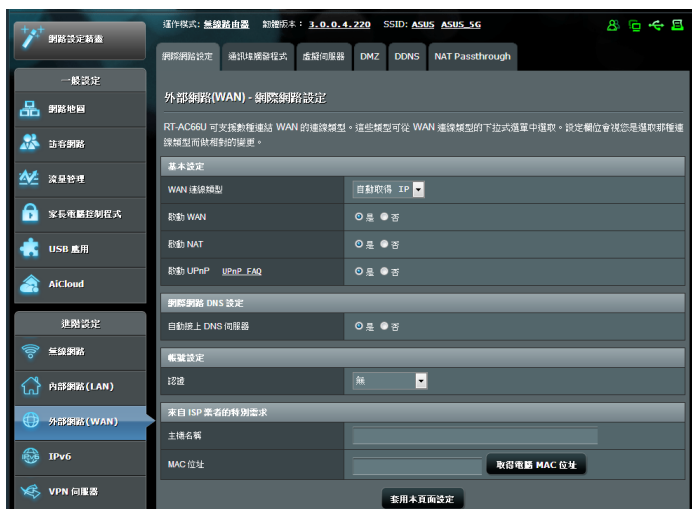 網路設定精靈
運作模式: 無線路由器 韌體版本: 3.0.0.4.220 SSID: ASUS ASUS_5G
網際網路設定 通訊埠觸發程式 虛擬伺服器 DMZ DDNS NAT Passthrough
一般設定
網路地圖
訪客網路
流量管理
家長電腦控制程式
USB 應用
AiCloud
進階設定
無線網路
內部網路(LAN)
外部網路(WAN)
IPv6
VPN 伺服器
外部網路(WAN) - 網際網路設定
RT-AC66U 可支援數種連結 WAN 的連線類型。這些類型可從 WAN 連線類型的下拉式選單中選取。設定欄位會視您是選取那種連
線類型而做相對的變更。
基本設定
WAN 連線類型 自動取得 IP
啟動 WAN 是 否
啟動 NAT 是 否
啟動 UPnP UPnP FAQ 是 否
網際網路 DNS 設定
自動接上 DNS 伺服器 是 否
帳號設定
認證 無
來自 ISP 業者的特別需求
主機名稱
MAC 位址 取得電腦 MAC 位址
套用本頁面設定